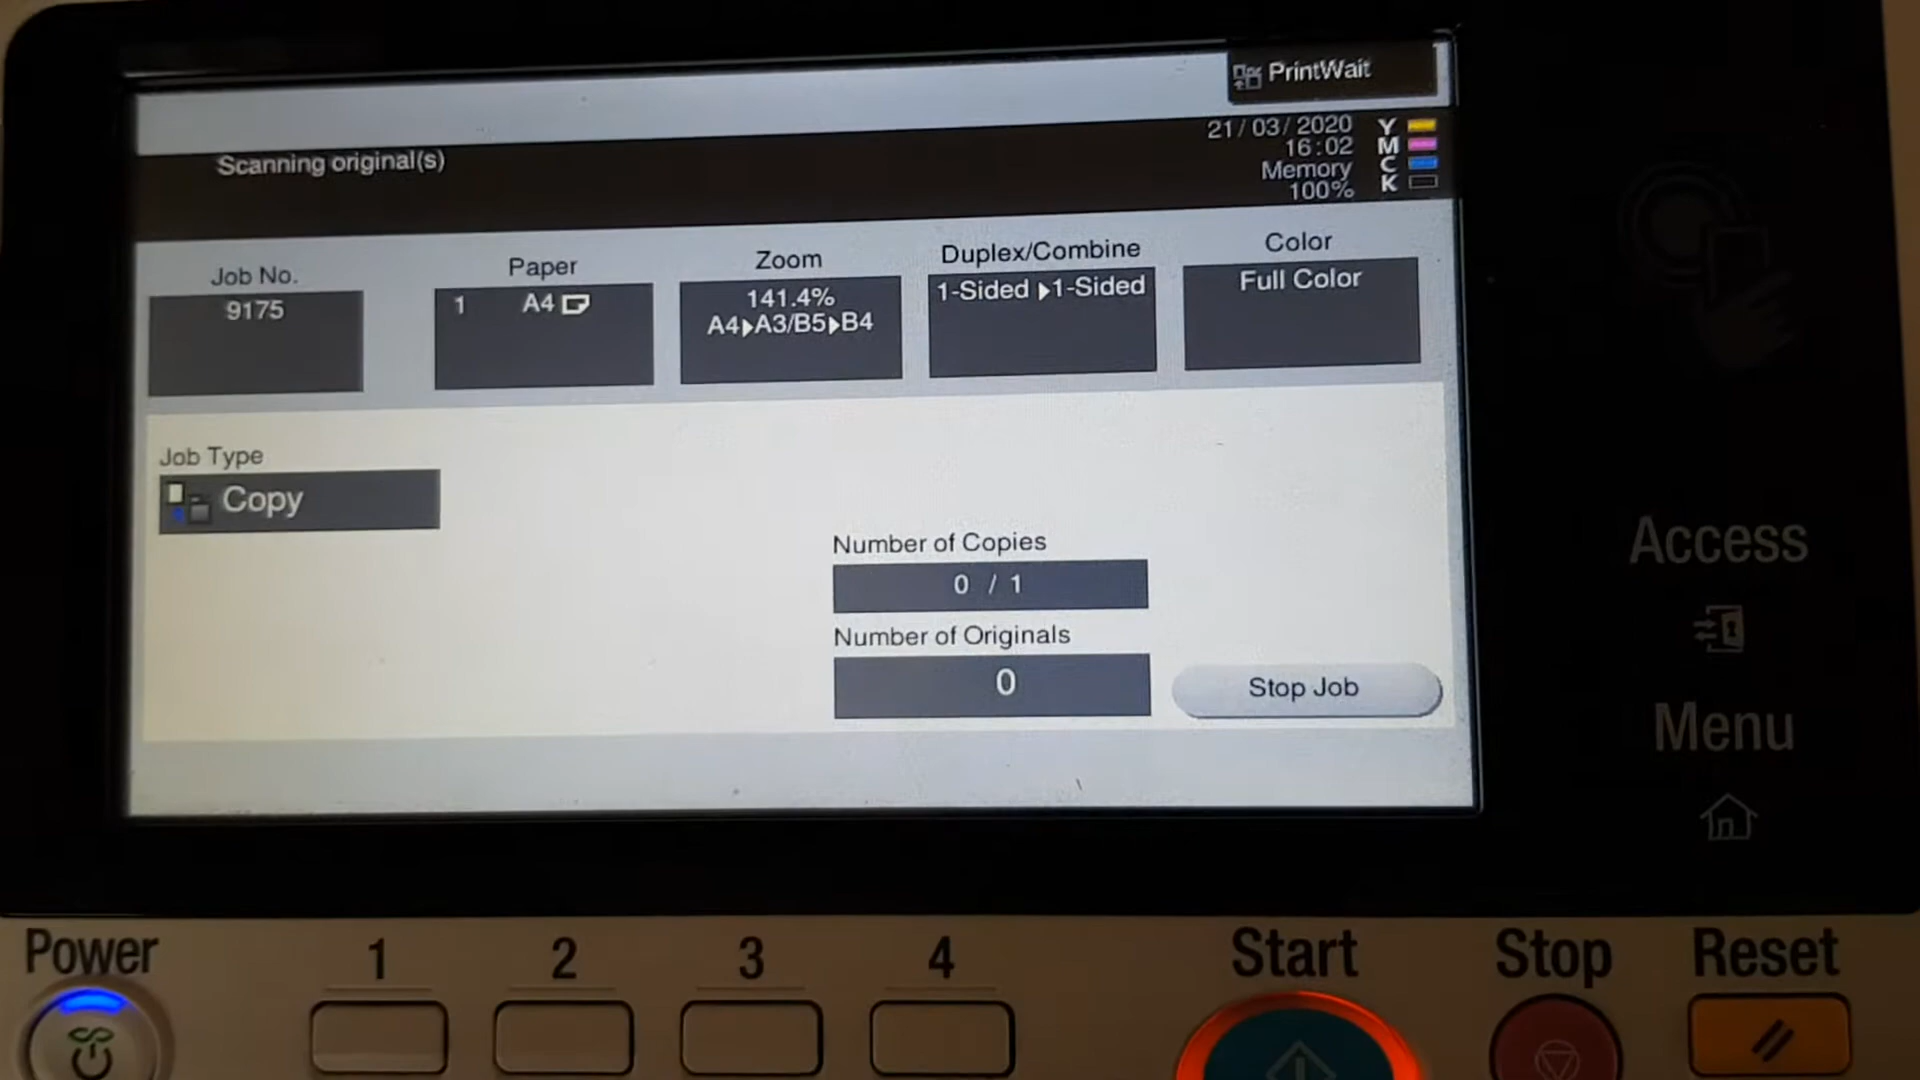 PrintWait
Scanning original(s)
21/03/2020
16:02
Memory
100%
Y
M
C
K
Job No.
9175
Paper
1 A4
Zoom
141.4%
A4▶A3/B5▶B4
Duplex/Combine
1-Sided ▶1-Sided
Color
Full Color
Job Type
Copy
Number of Copies
0 / 1
Number of Originals
0
Stop Job
Access
Menu
Power
1
2
3
4
Start
Stop
Reset